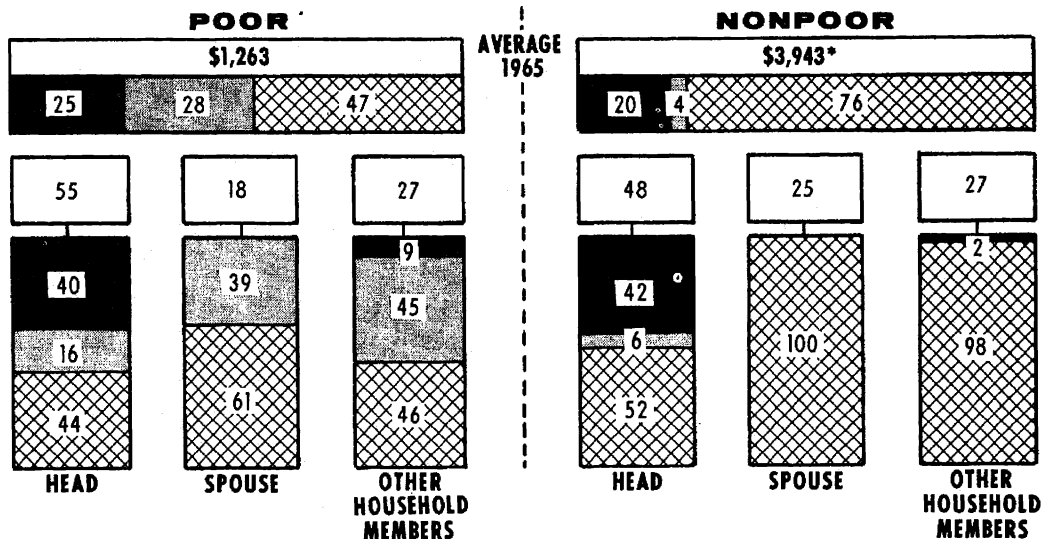 POOR
$1,263
25 28 47
55 18 27
40
16
44
39
61
9
45
46
HEAD SPOUSE OTHER HOUSEHOLD MEMBERS
AVERAGE
1965
NONPOOR
$3,943*
20 4 76
48 25 27
42
6
52
100
2
98
HEAD SPOUSE OTHER HOUSEHOLD MEMBERS